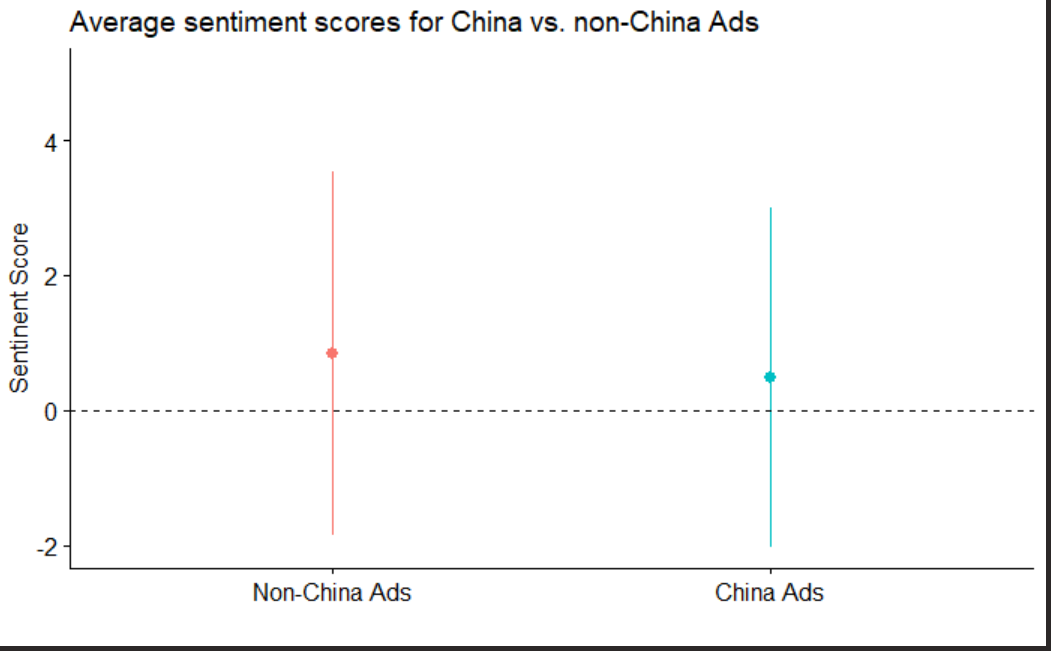 Average sentiment scores for China vs. non-China Ads
Sentinent Score
4
2
0
-2
Non-China Ads
China Ads